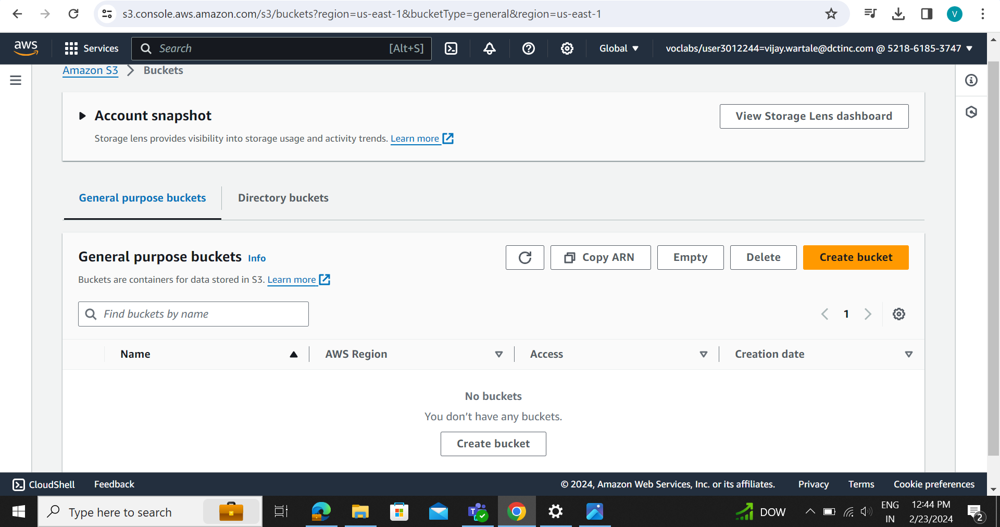 s3.console.aws.amazon.com/s3/buckets?region=us-east-1&bucketType=general&region=us-east-1
V
aws
Services
Search
[Alt+S]
Global
voclabs/user3012244=vijay.wartale@dctinc.com @ 5218-6185-3747
Amazon S3
Buckets
Account snapshot
View Storage Lens dashboard
Storage lens provides visibility into storage usage and activity trends. Learn more
General purpose buckets
Directory buckets
General purpose buckets Info
Copy ARN
Empty
Delete
Create bucket
Buckets are containers for data stored in S3. Learn more
Find buckets by name
1
Name
AWS Region
Access
Creation date
No buckets
You don't have any buckets.
Create bucket
CloudShell
Feedback
© 2024, Amazon Web Services, Inc. or its affiliates.
Privacy
Terms
Cookie preferences
Type here to search
DOW
ENG
IN
12:44 PM
2/23/2024
2